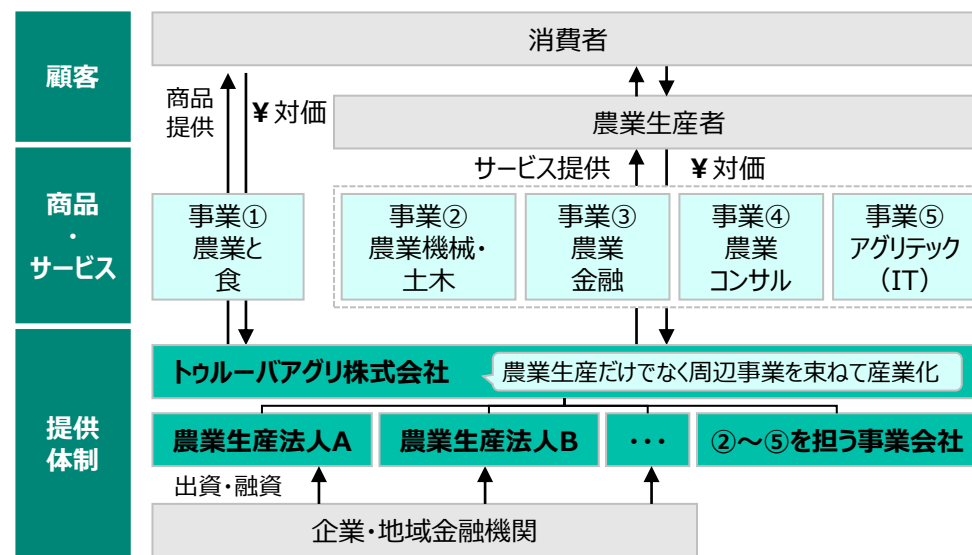 顧客
消費者
商品
提供
¥ 対価
農業生産者
サービス提供
¥ 対価
商品
・
サービス
事業①
農業と
食
事業②
農業機械・
土木
事業③
農業
金融
事業④
農業
コンサル
事業⑤
アグリテック
(IT)
提供
体制
トゥルーバアグリ株式会社
農業生産だけでなく周辺事業を束ねて産業化
農業生産法人A
農業生産法人B
・・・
②～⑤を担う事業会社
出資・融資
企業・地域金融機関